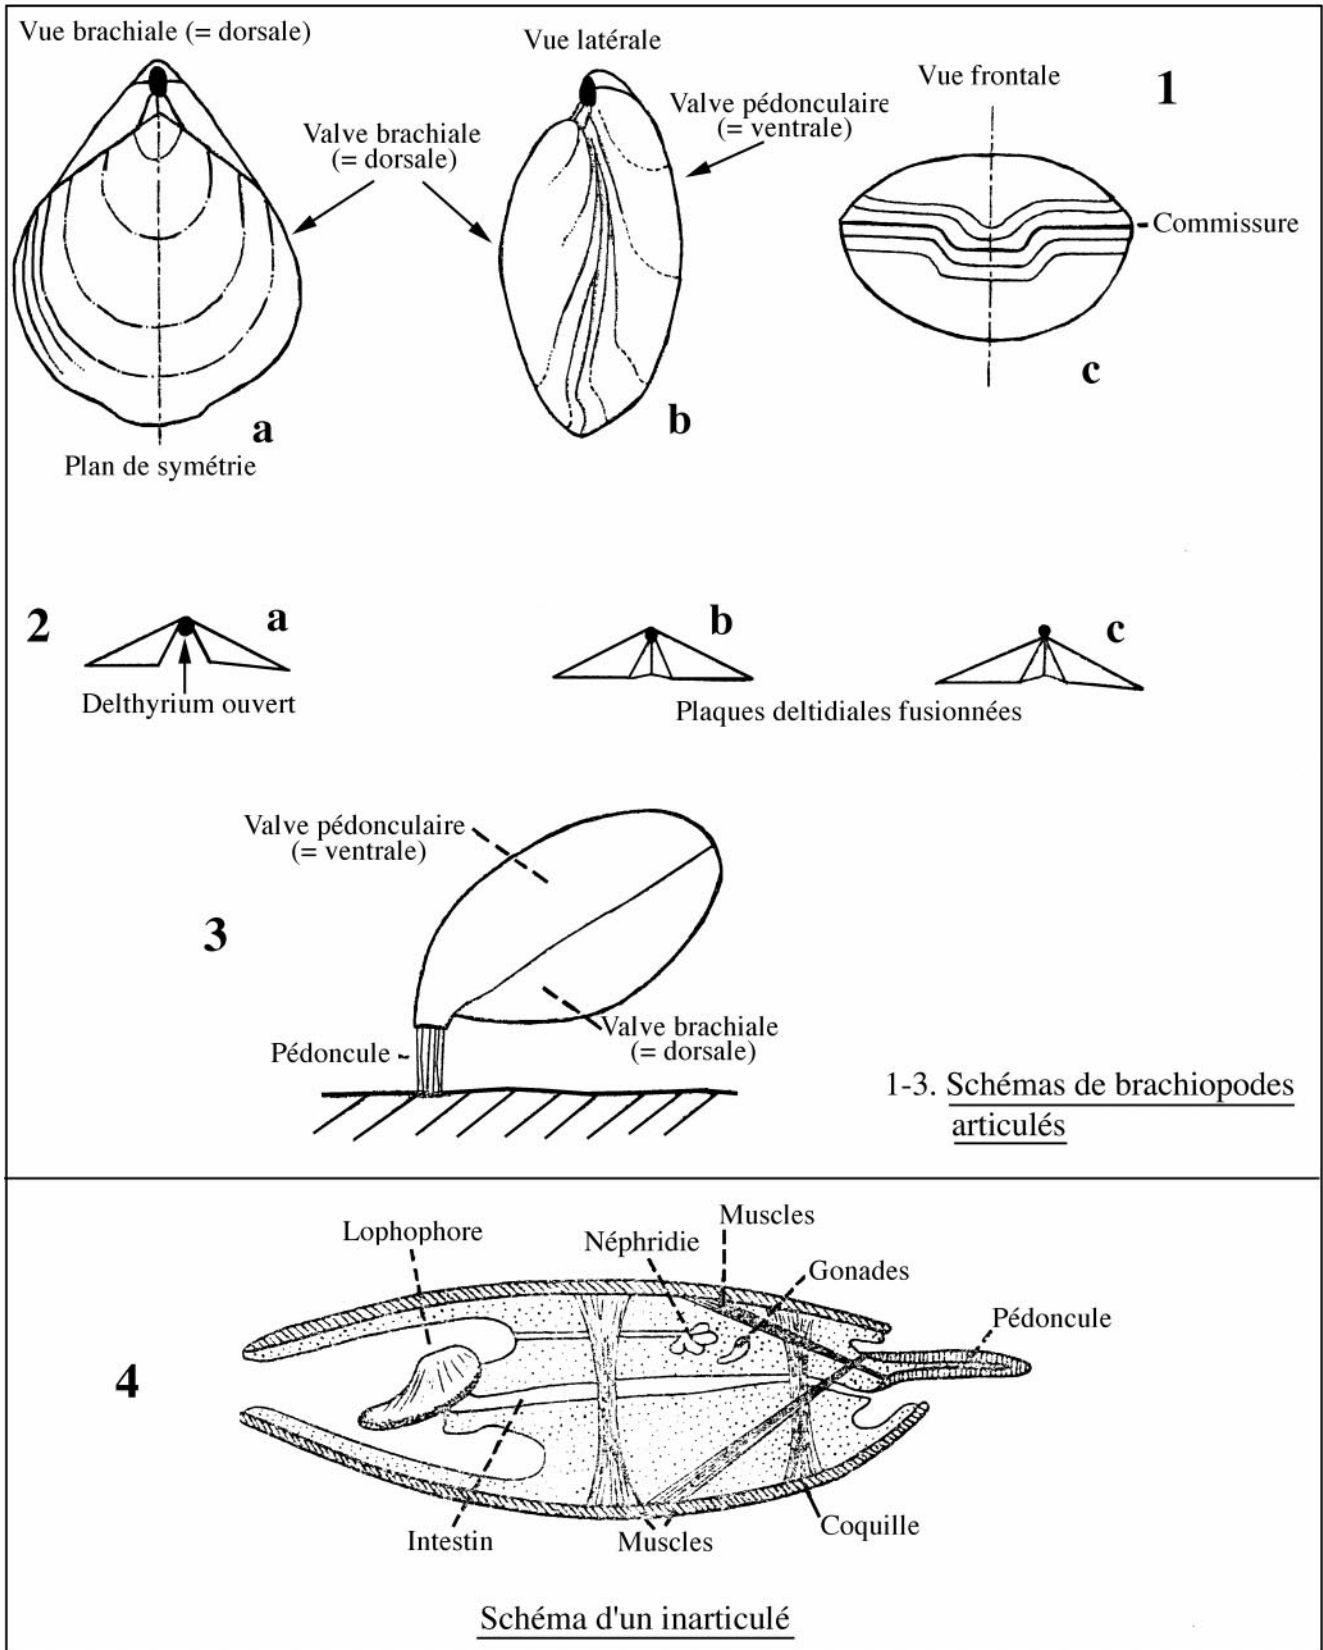 Vue brachiale (= dorsale)
Vue latérale
Vue frontale
1
Valve pédonculaire
(= ventrale)
Valve brachiale
(= dorsale)
Commissure
a
b
c
Plan de symétrie
2
a
b
c
Delthyrium ouvert
Plaques deltidiales fusionnées
Valve pédonculaire
(= ventrale)
3
Valve brachiale
(= dorsale)
Pédoncule
1-3. Schémas de brachiopodes
articulés
Muscles
Lophophore
Néphridie
Gonades
Pédoncule
4
Intestin
Muscles
Coquille
Schéma d'un inarticulé